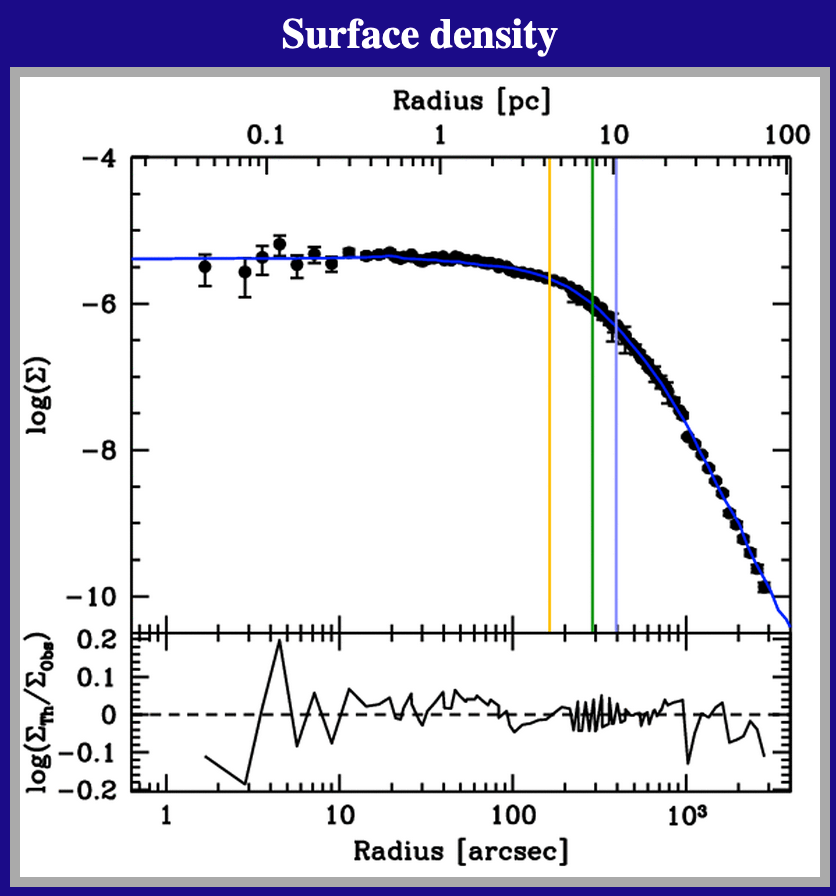 Surface density
Radius [pc]
0.1 1 10 100
−4
−6
−8
−10
log(Σ)
0.2
0.1
0
−0.1
−0.2
log(Σ_Th/Σ_Obs)
1 10 100 10³
Radius [arcsec]